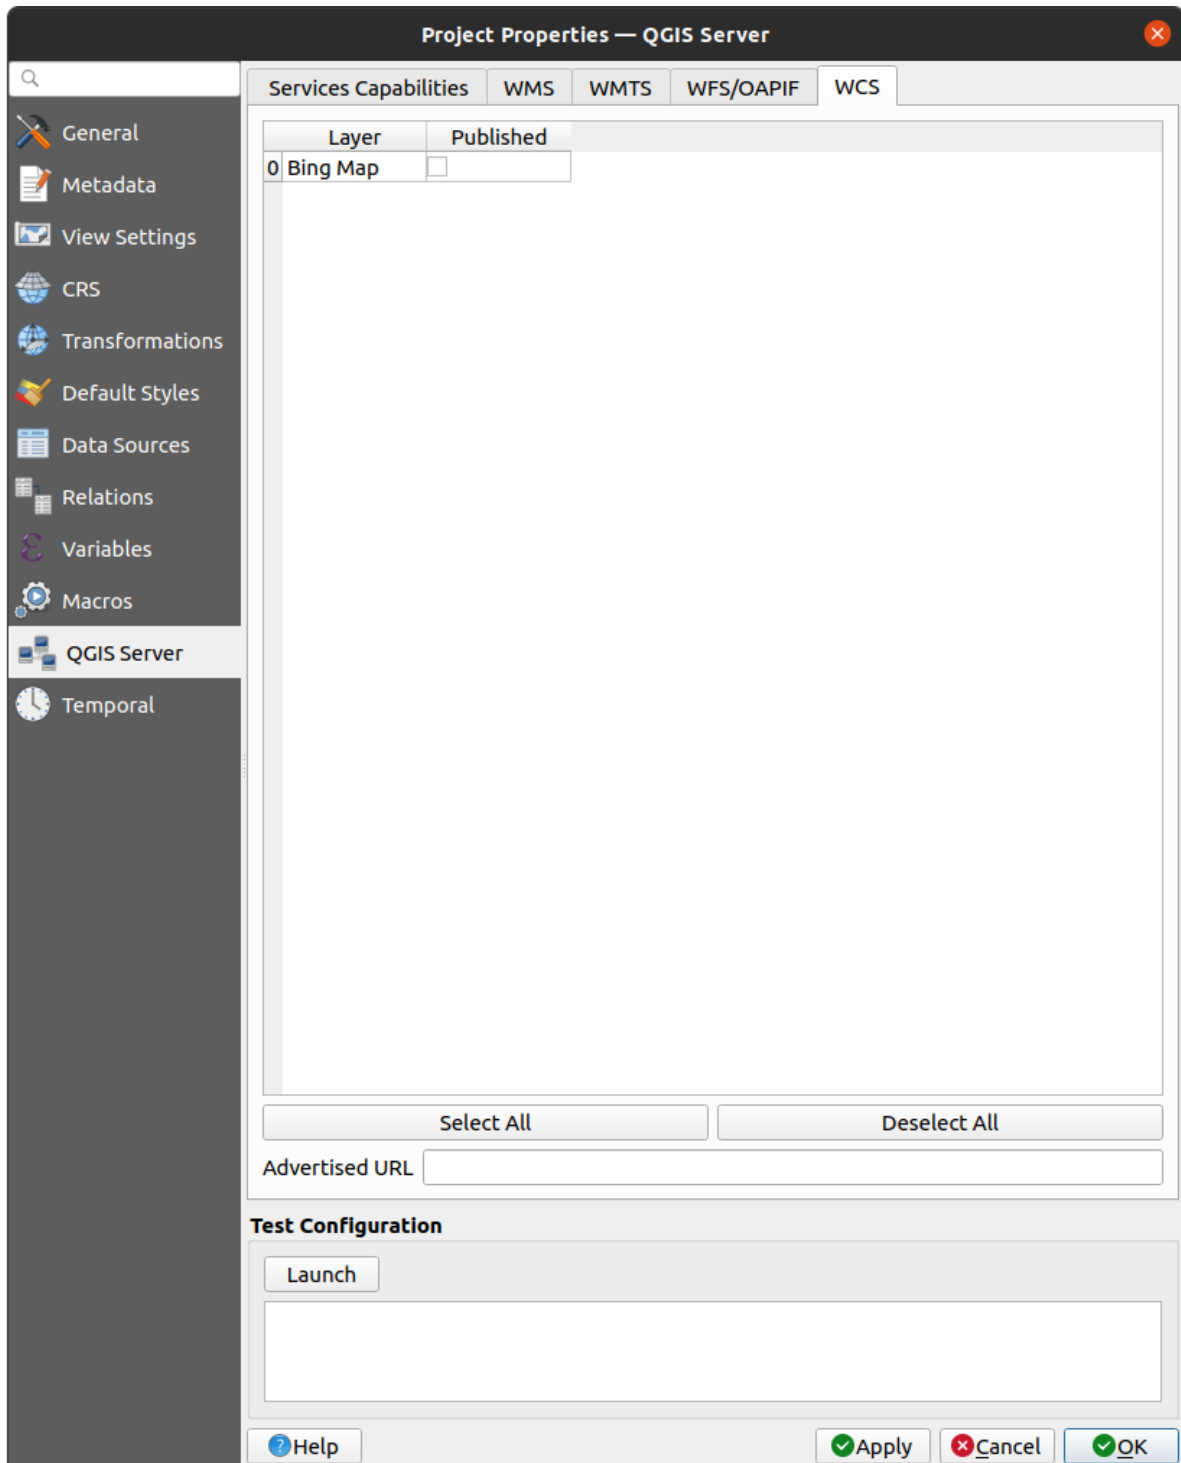 Project Properties — QGIS Server
General
Metadata
View Settings
CRS
Transformations
Default Styles
Data Sources
Relations
Variables
Macros
QGIS Server
Temporal
Services Capabilities WMS WMTS WFS/OAPIF WCS
Layer Published
0 Bing Map
Select All Deselect All
Advertised URL
Test Configuration
Launch
Help Apply Cancel OK